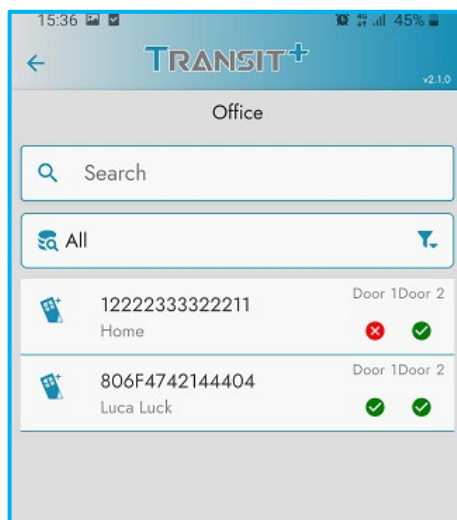 15:36 45%
TRANSIT+
v2.1.0
Office
Search
All
12222333322211 Door 1Door 2
Home
806F4742144404 Door 1Door 2
Luca Luck